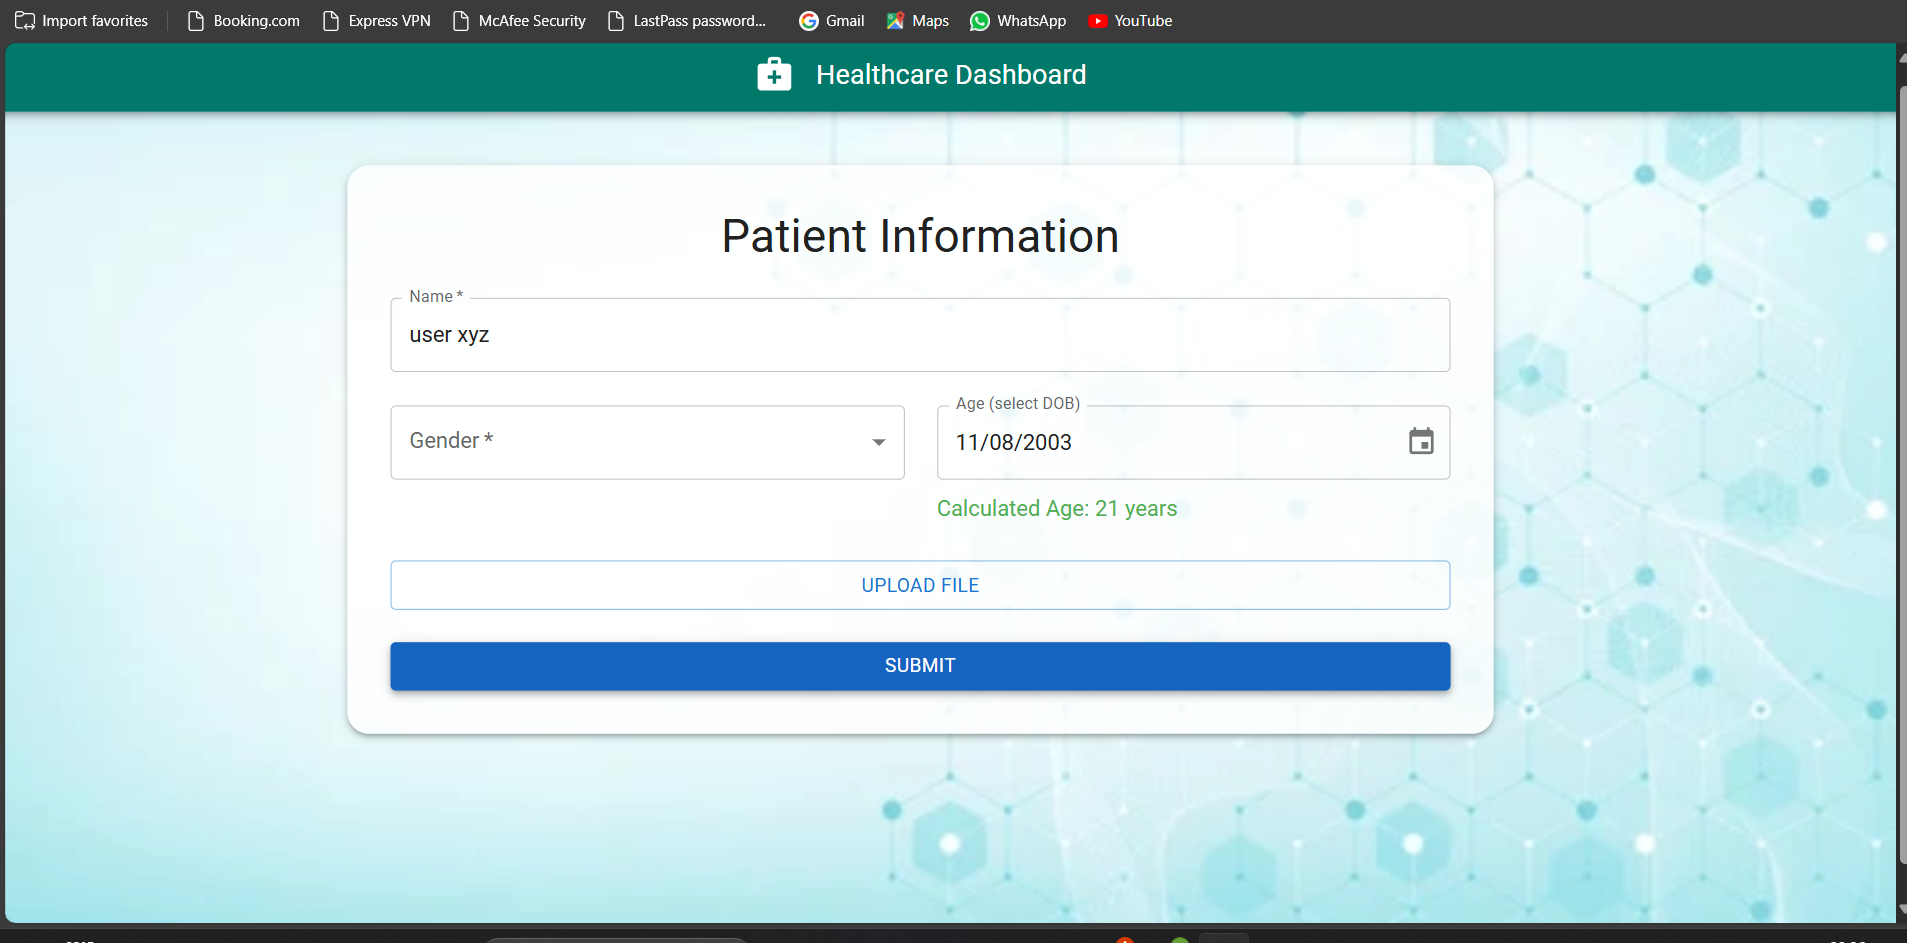 Import favorites Booking.com Express VPN McAfee Security LastPass password... Gmail Maps WhatsApp YouTube
Healthcare Dashboard
Patient Information
Name *
user xyz
Gender *
Age (select DOB)
11/08/2003
Calculated Age: 21 years
UPLOAD FILE
SUBMIT